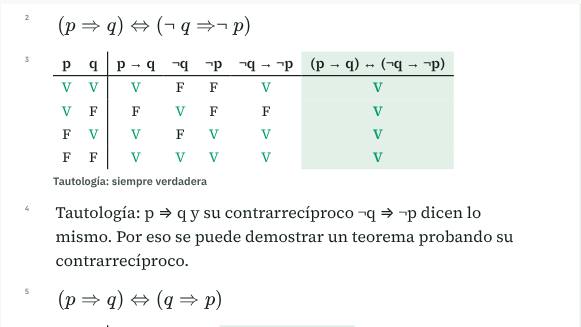 2
(p ⇒ q) ⇔ (¬ q ⇒¬ p)
3
p q p → q ¬q ¬p ¬q → ¬p (p → q) ↔ (¬q → ¬p)
V V V F F V V
V F F V F F V
F V V F V V V
F F V V V V V
Tautología: siempre verdadera
4
Tautología: p ⇒ q y su contrarrecíproco ¬q ⇒ ¬p dicen lo
mismo. Por eso se puede demostrar un teorema probando su
contrarrecíproco.
5
(p ⇒ q) ⇔ (q ⇒ p)